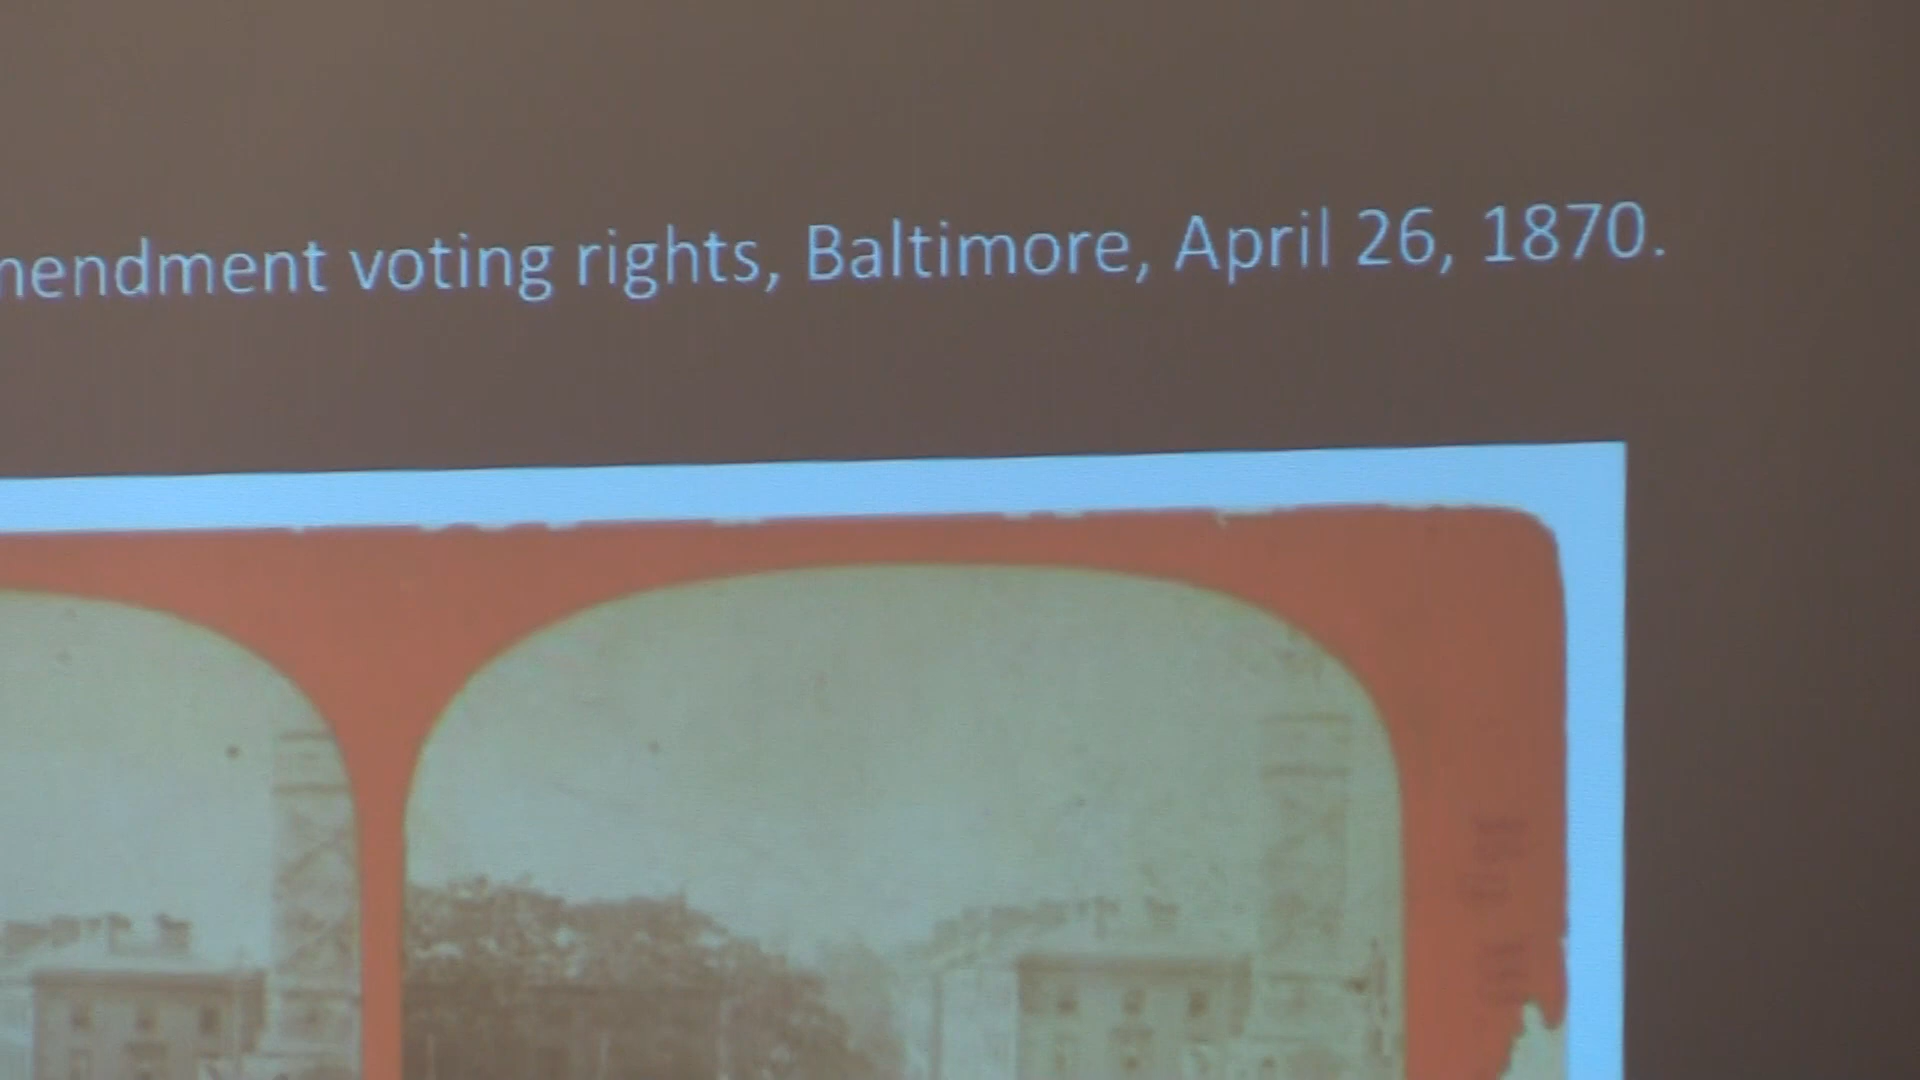 mendment voting rights, Baltimore, April 26, 1870.